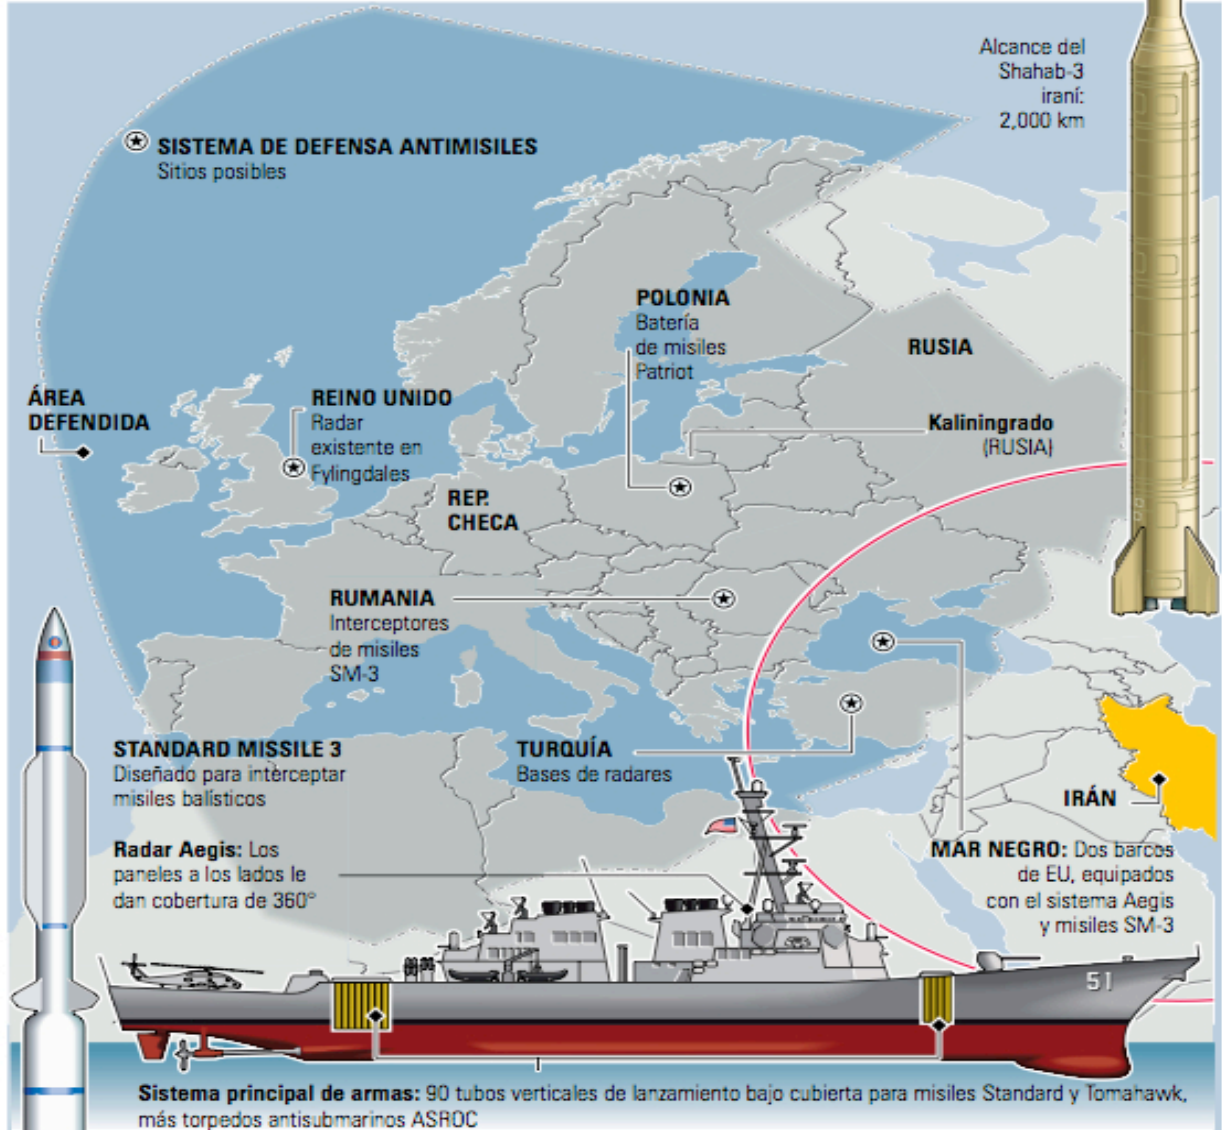 Alcance del
Shahab-3
iraní:
2,000 km
SISTEMA DE DEFENSA ANTIMISILES
Sitios posibles
POLONIA
Batería
de misiles
Patriot
RUSIA
ÁREA
DEFENDIDA
REINO UNIDO
Radar
existente en
Fylingdales
Kaliningrado
(RUSIA)
REP.
CHECA
RUMANIA
Interceptores
de misiles
SM-3
STANDARD MISSILE 3
Diseñado para interceptar
misiles balísticos
TURQUÍA
Bases de radares
IRÁN
Radar Aegis: Los
paneles a los lados le
dan cobertura de 360°
MAR NEGRO: Dos barcos
de EU, equipados
con el sistema Aegis
y misiles SM-3
51
Sistema principal de armas: 90 tubos verticales de lanzamiento bajo cubierta para misiles Standard y Tomahawk,
más torpedos antisubmarinos ASROC